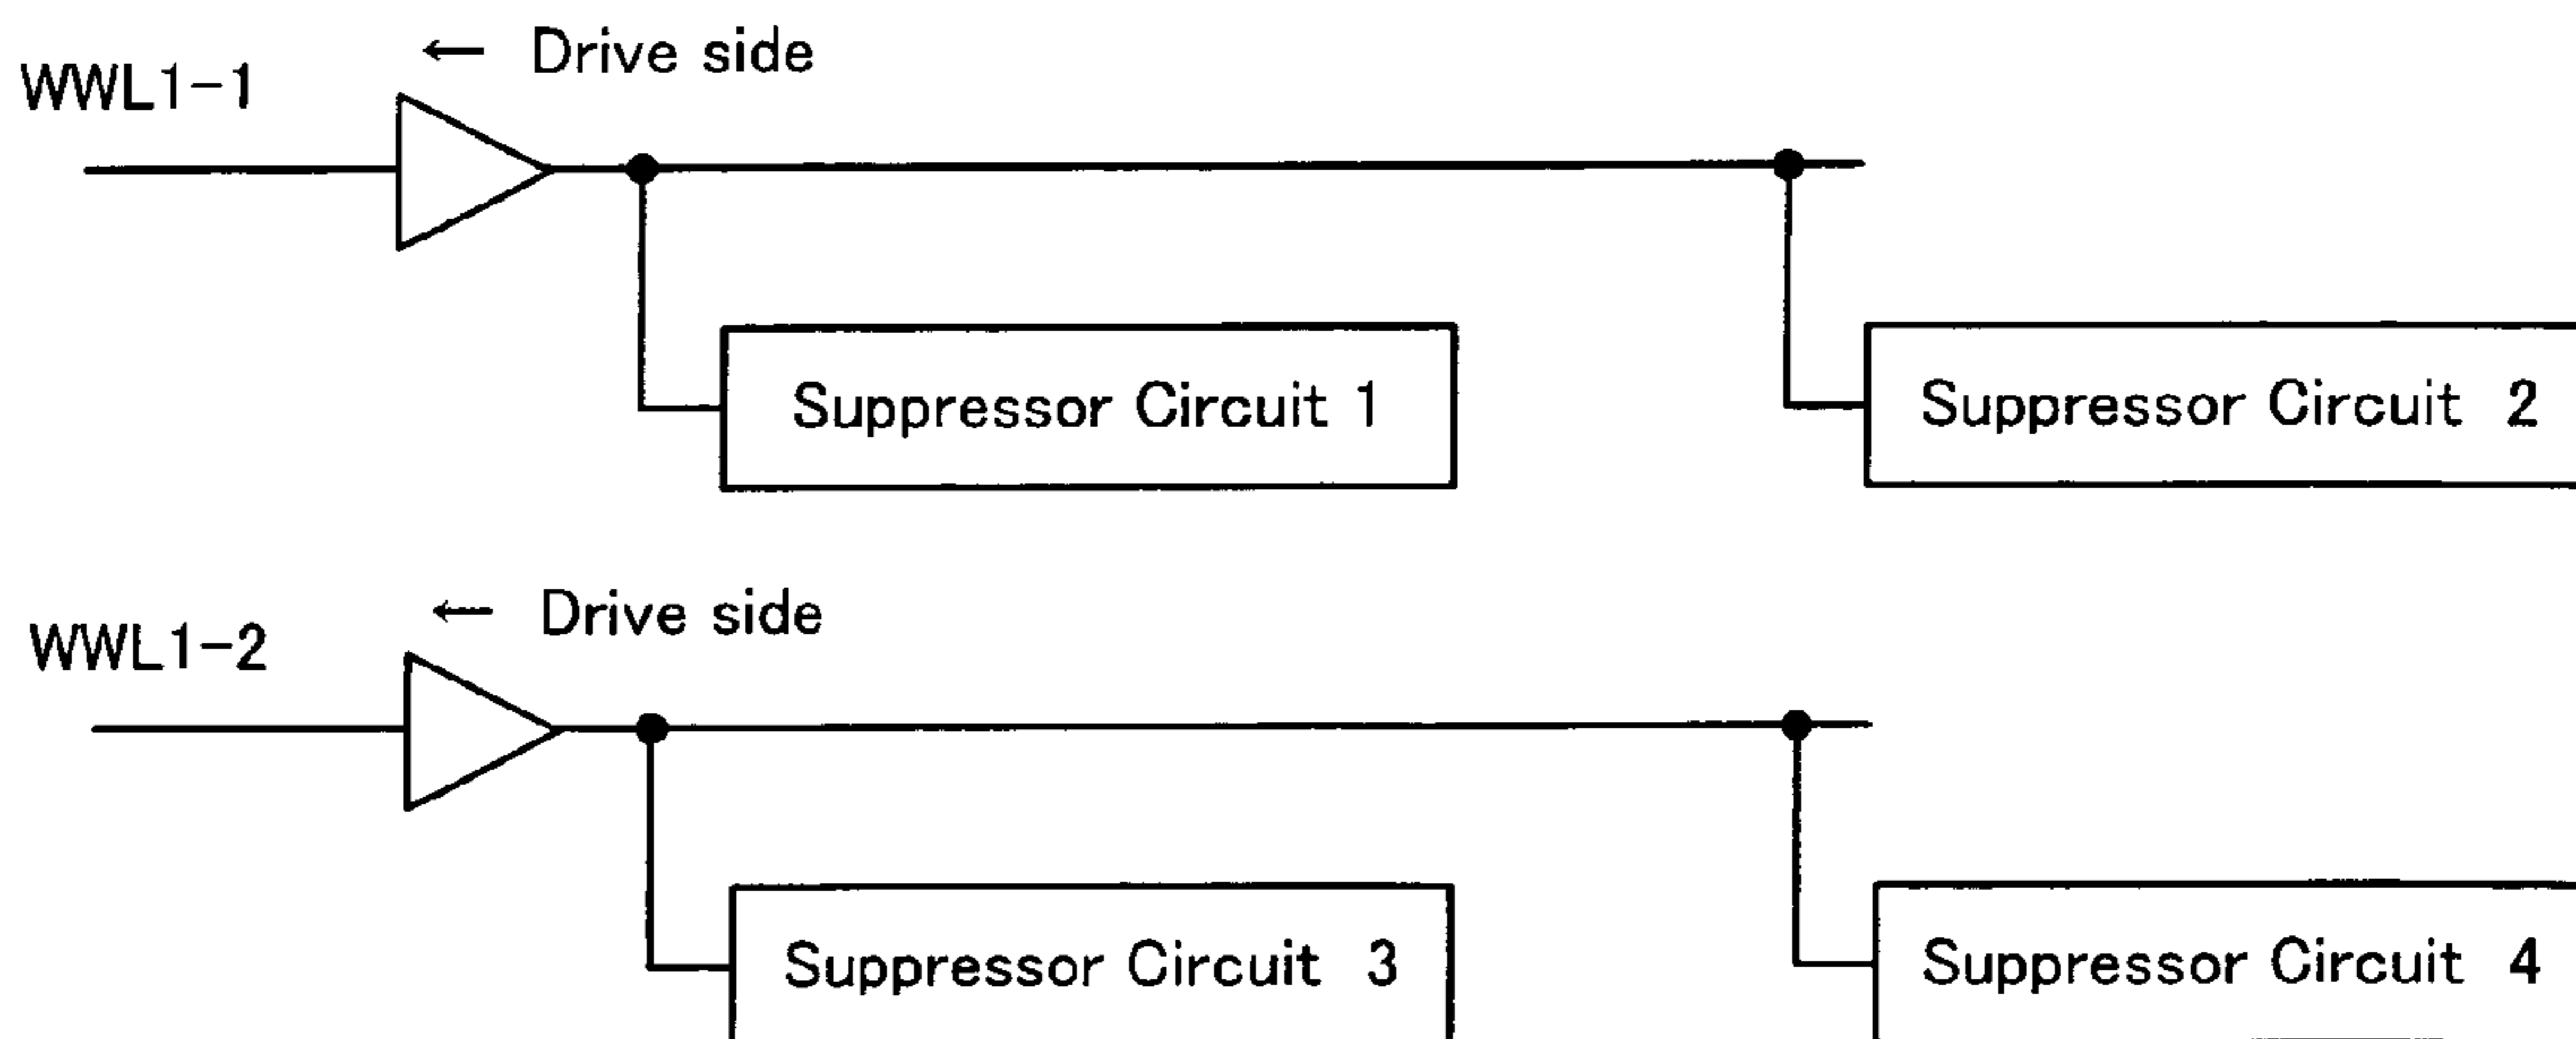 ← Drive side
WWL1-1
Suppressor Circuit 1
Suppressor Circuit 2
← Drive side
WWL1-2
Suppressor Circuit 3
Suppressor Circuit 4